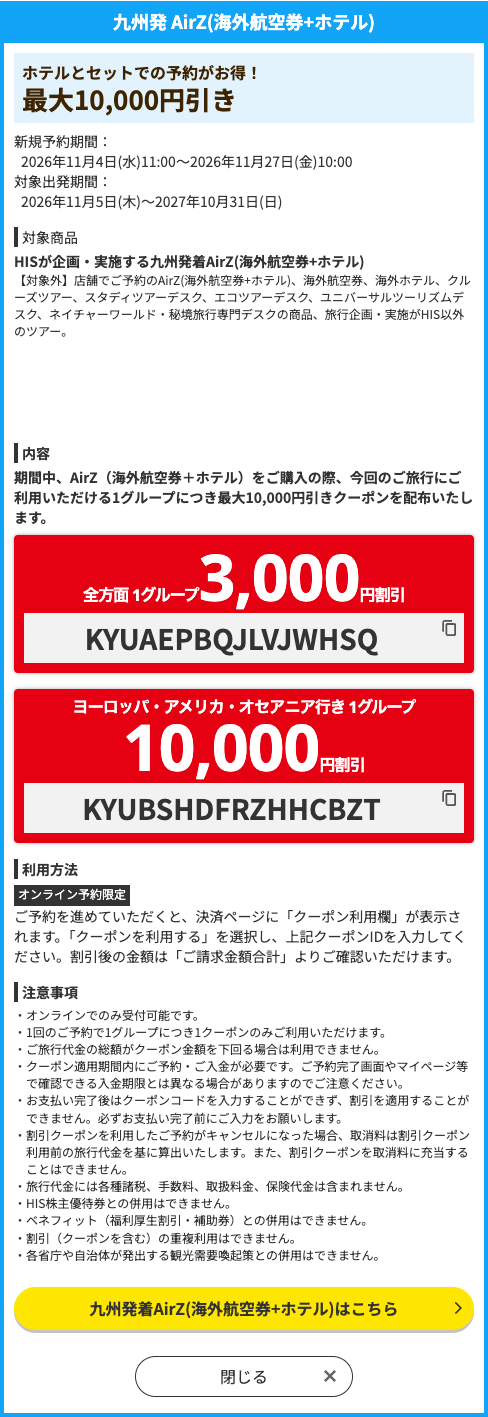 九州発 AirZ(海外航空券+ホテル)
ホテルとセットでの予約がお得！
最大10,000円引き
新規予約期間：
2026年11月4日(水)11:00〜2026年11月27日(金)10:00
対象出発期間：
2026年11月5日(木)〜2027年10月31日(日)
対象商品
HISが企画・実施する九州発着AirZ(海外航空券+ホテル)
【対象外】店舗でご予約のAirZ(海外航空券+ホテル)、海外航空券、海外ホテル、クル
ーズツアー、スタディツアーデスク、エコツアーデスク、ユニバーサルツーリズムデ
スク、ネイチャーワールド・秘境旅行専門デスクの商品、旅行企画・実施がHIS以外
のツアー。
内容
期間中、AirZ（海外航空券＋ホテル）をご購入の際、今回のご旅行にご
利用いただける1グループにつき最大10,000円引きクーポンを配布いたし
ます。
全方面 1グループ3,000円割引
KYUAEPBQJLVJWHSQ
ヨーロッパ・アメリカ・オセアニア行き 1グループ
10,000円割引
KYUBSHDFRZHHCBZT
利用方法
オンライン予約限定
ご予約を進めていただくと、決済ページに「クーポン利用欄」が表示さ
れます。「クーポンを利用する」を選択し、上記クーポンIDを入力してく
ださい。割引後の金額は「ご請求金額合計」よりご確認いただけます。
注意事項
・オンラインでのみ受付可能です。
・1回のご予約で1グループにつき1クーポンのみご利用いただけます。
・ご旅行代金の総額がクーポン金額を下回る場合は利用できません。
・クーポン適用期間内にご予約・ご入金が必要です。ご予約完了画面やマイページ等
で確認できる入金期限とは異なる場合がありますのでご注意ください。
・お支払い完了後はクーポンコードを入力することができず、割引を適用することが
できません。必ずお支払い完了前にご入力をお願いします。
・割引クーポンを利用したご予約がキャンセルになった場合、取消料は割引クーポン
利用前の旅行代金を基に算出いたします。また、割引クーポンを取消料に充当する
ことはできません。
・旅行代金には各種諸税、手数料、取扱料金、保険代金は含まれません。
・HIS株主優待券との併用はできません。
・ベネフィット（福利厚生割引・補助券）との併用はできません。
・割引（クーポンを含む）の重複利用はできません。
・各省庁や自治体が発出する観光需要喚起策との併用はできません。
九州発着AirZ(海外航空券+ホテル)はこちら
閉じる ×